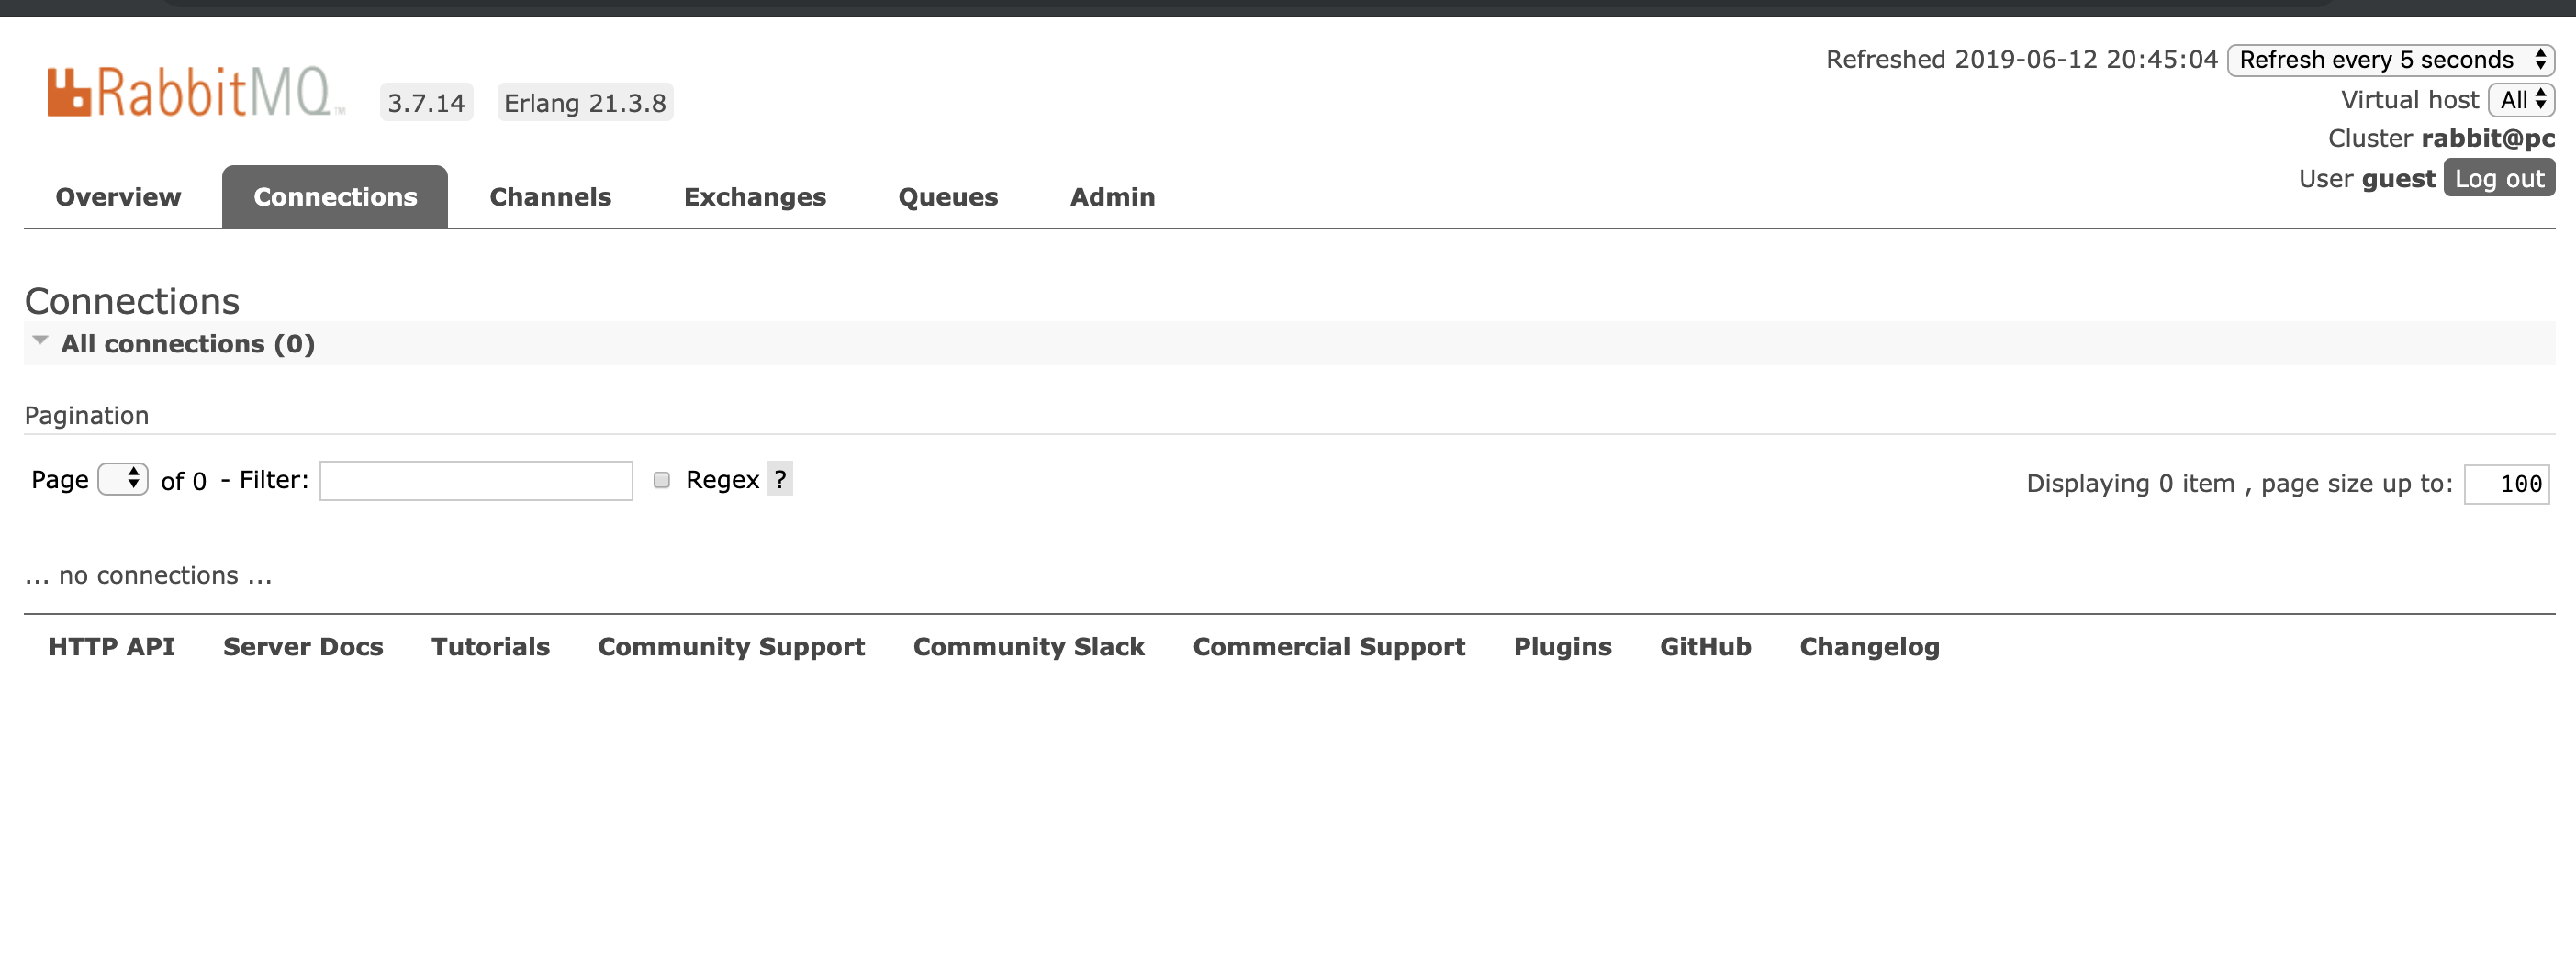 Refreshed 2019-06-12 20:45:04 Refresh every 5 seconds
RabbitMQ TM 3.7.14 Erlang 21.3.8
Virtual host All
Cluster rabbit@pc
User guest Log out
Overview Connections Channels Exchanges Queues Admin
Connections
All connections (0)
Pagination
Page of 0 - Filter: Regex ? Displaying 0 item , page size up to: 100
... no connections ...
HTTP API Server Docs Tutorials Community Support Community Slack Commercial Support Plugins GitHub Changelog